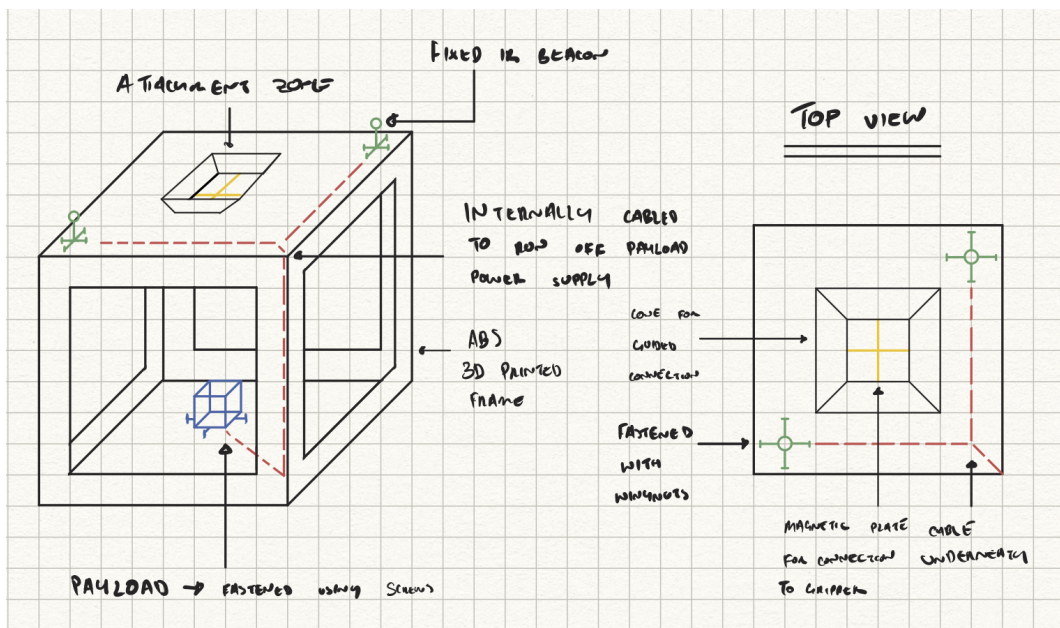 FIXED IR BEACON
ATTACHMENT ZONE
TOP VIEW
INTERNALLY CABLED
TO RUN OFF PAYLOAD
POWER SUPPLY
CONE FOR
GUIDED
CONNECTION
ABS
3D PRINTED
FRAME
FASTENED
WITH
WINGNUTS
MAGNETIC PLATE
FOR CONNECTION
TO GRIPPER
CABLE
UNDERNEATH
PAYLOAD → FASTENED USING SCREWS